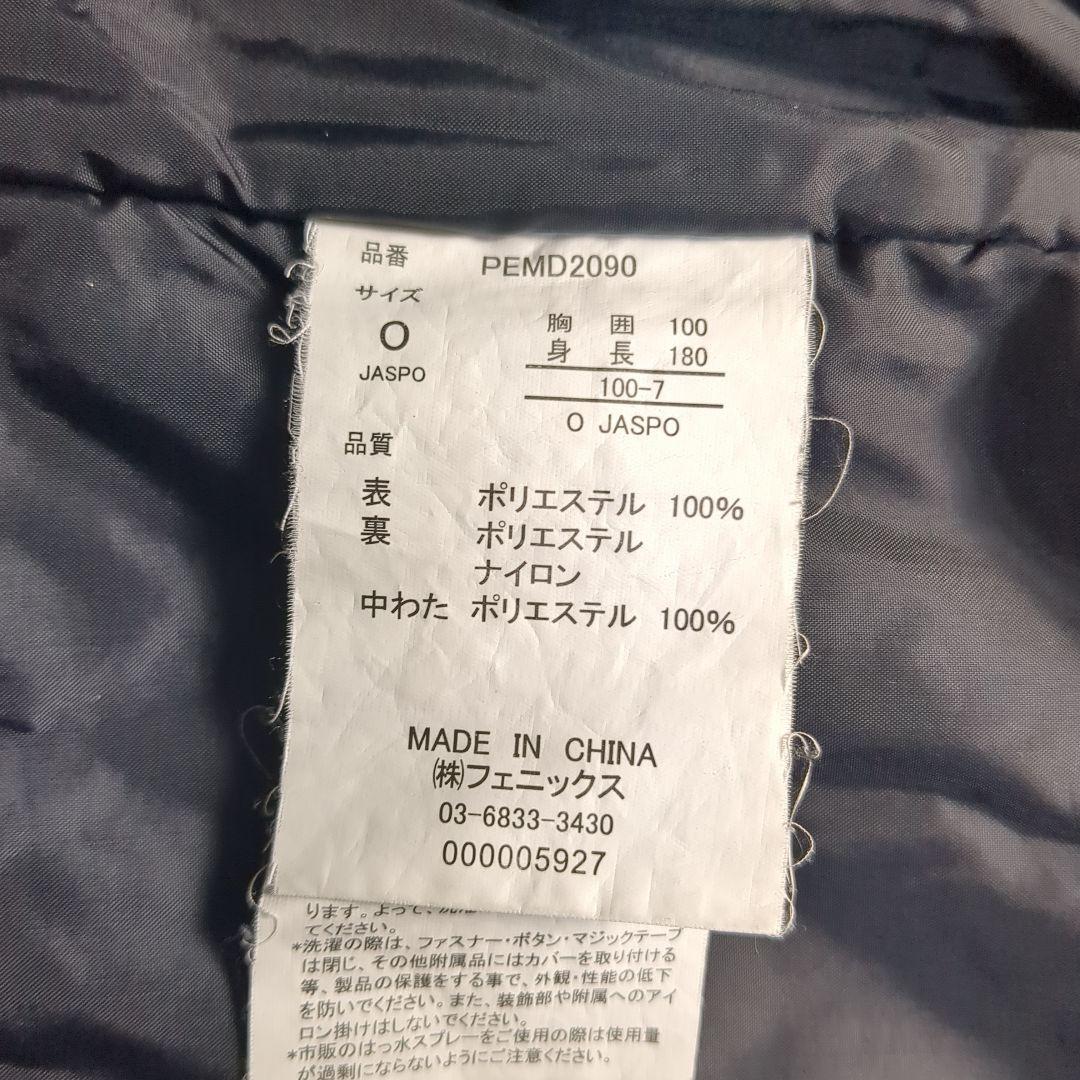 品番 PEMD2090
サイズ
O
JASPO
胸 囲 100
身 長 180
100-7
O JASPO
品質
表 ポリエステル 100%
裏 ポリエステル
ナイロン
中わた ポリエステル 100%
MADE IN CHINA
㈱フェニックス
03-6833-3430
000005927
ります。よって、
てください。
*洗濯の際は、ファスナー・ボタン・マジックテープ
は閉じ、その他附属品にはカバーを取り付ける
等、製品の保護をする事で、外観・性能の低下
を防いでください。また、装飾部や附属へのアイ
ロン掛けはしないでください。
*市販のはっ水スプレーをご使用の際は使用量
が過剰にならないようにご注意ください。